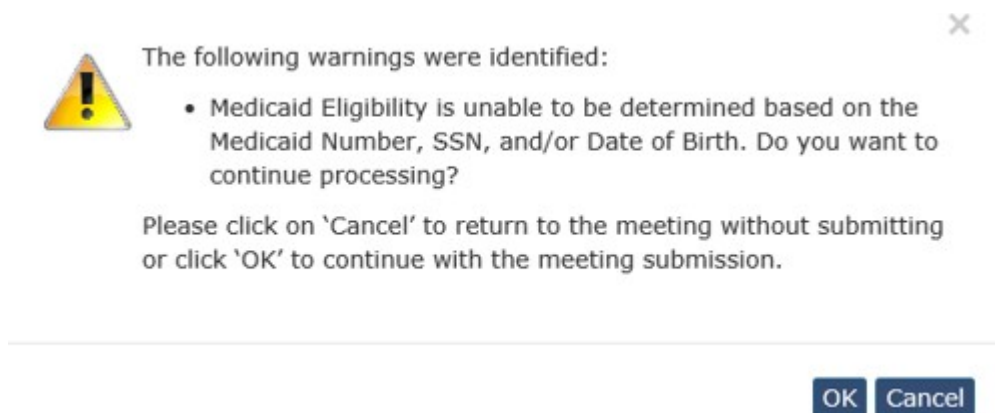 The following warnings were identified:
• Medicaid Eligibility is unable to be determined based on the
Medicaid Number, SSN, and/or Date of Birth. Do you want to
continue processing?
Please click on ‘Cancel’ to return to the meeting without submitting
or click ‘OK’ to continue with the meeting submission.
OK Cancel